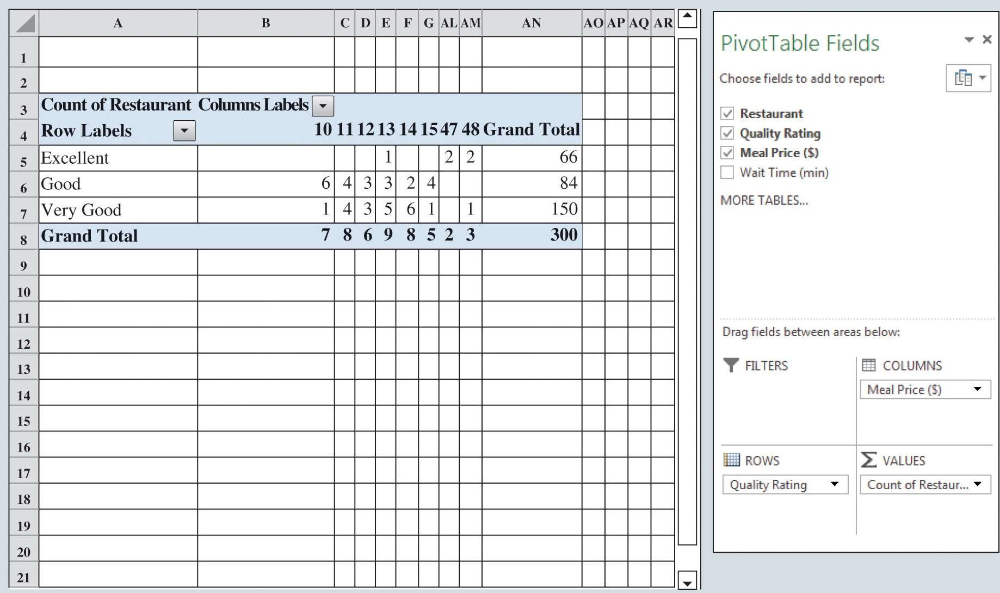 A B C D E F G AL AM AN AO AP AQ AR
1
2
3 Count of Restaurant Columns Labels
4 Row Labels 10 11 12 13 14 15 47 48 Grand Total
5 Excellent 1 2 2 66
6 Good 6 4 3 3 2 4 84
7 Very Good 1 4 3 5 6 1 1 150
8 Grand Total 7 8 6 9 8 5 2 3 300
9
10
11
12
13
14
15
16
17
18
19
20
21
PivotTable Fields
Choose fields to add to report:
Restaurant
Quality Rating
Meal Price ($)
Wait Time (min)
MORE TABLES...
Drag fields between areas below:
FILTERS
COLUMNS
Meal Price ($)
ROWS
Quality Rating
VALUES
Count of Restaur...